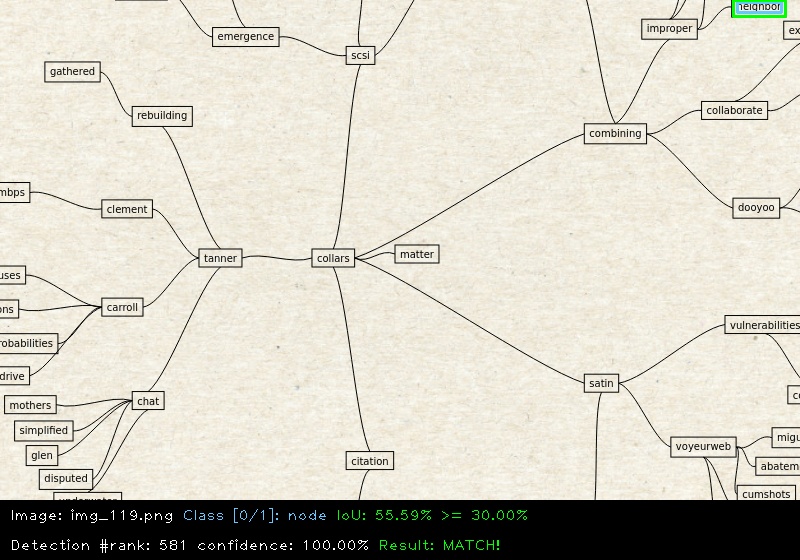 neighbor
improper
emergence
scsi
gathered
collaborate
rebuilding
combining
mbps
clement
dooyoo
tanner
collars
matter
uses
ons
carroll
vulnerabilities
robabilities
drive
satin
mothers
chat
simplified
glen
voyeurweb
migu
citation
abatem
disputed
cumshots
underwater
Image: img_119.png Class [0/1]: node IoU: 55.59% >= 30.00%
Detection #rank: 581 confidence: 100.00% Result: MATCH!